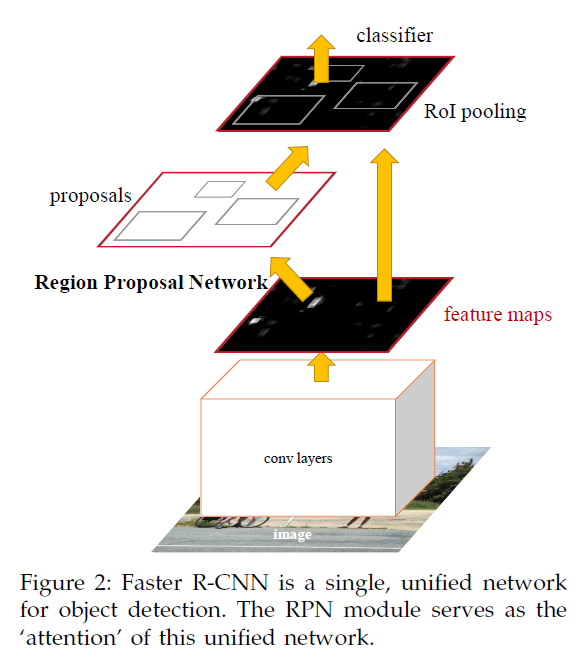 classifier
RoI pooling
proposals
Region Proposal Network
feature maps
conv layers
image
Figure 2: Faster R-CNN is a single, unified network
for object detection. The RPN module serves as the
‘attention’ of this unified network.